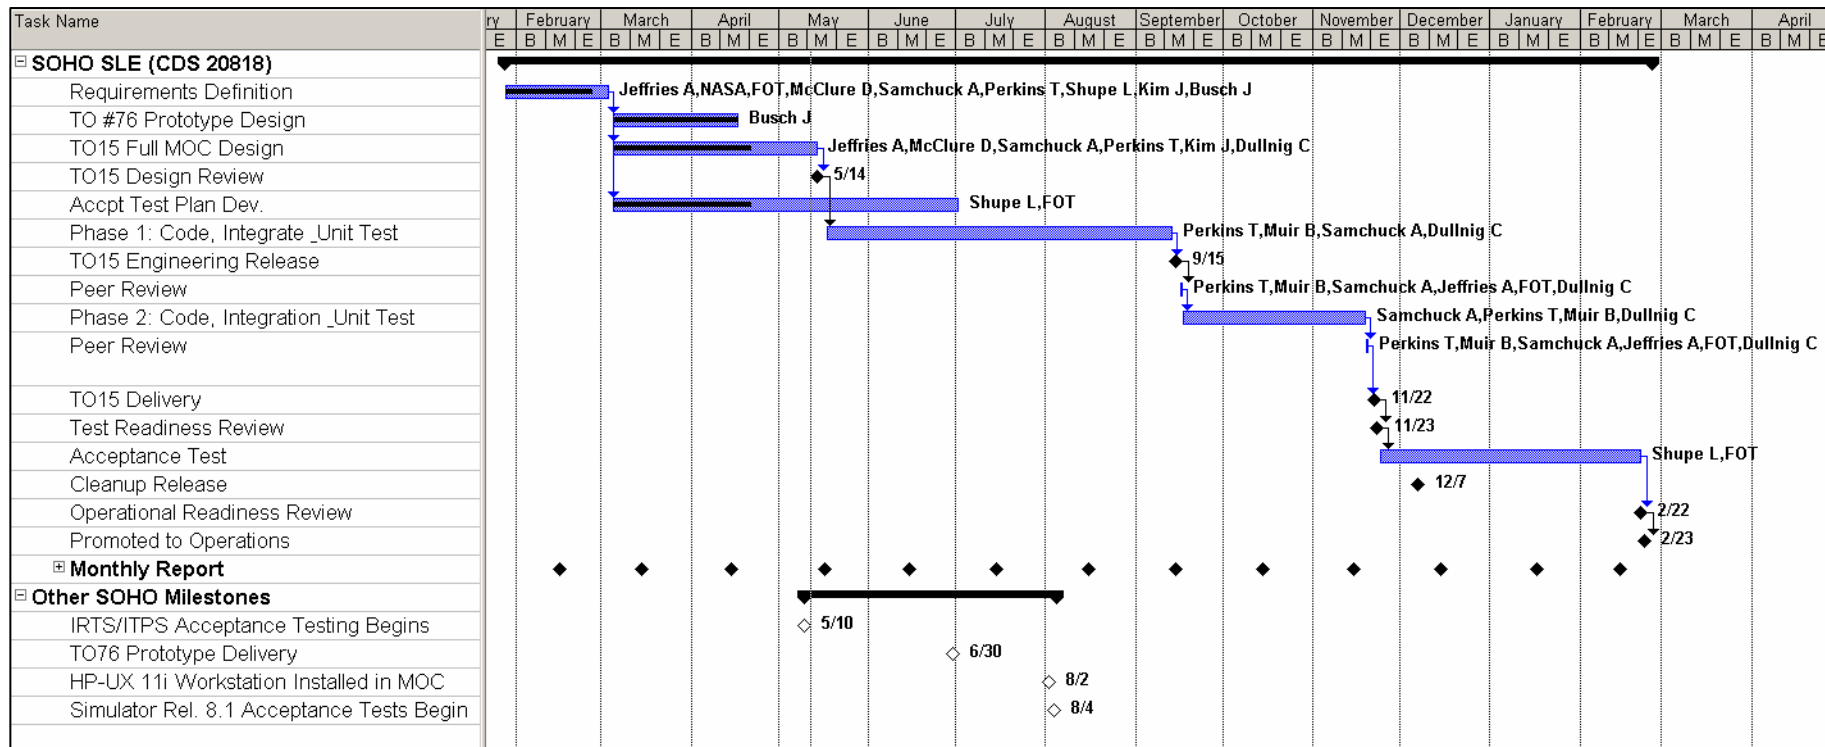 Task Name ry February March April May June July August September October November December January February March April
E B M E B M E B M E B M E B M E B M E B M E B M E B M E B M E B M E B M E B M E B M E B M E
SOHO SLE (CDS 20818)
Requirements Definition Jeffries A,NASA,FOT,McClure D,Samchuck A,Perkins T,Shupe L,Kim J,Busch J
TO #76 Prototype Design Busch J
TO15 Full MOC Design Jeffries A,McClure D,Samchuck A,Perkins T,Kim J,Dullnig C
TO15 Design Review 5/14
Accpt Test Plan Dev. Shupe L,FOT
Phase 1: Code, Integrate _Unit Test Perkins T,Muir B,Samchuck A,Dullnig C
TO15 Engineering Release 9/15
Peer Review Perkins T,Muir B,Samchuck A,Jeffries A,FOT,Dullnig C
Phase 2: Code, Integration _Unit Test Samchuck A,Perkins T,Muir B,Dullnig C
Peer Review Perkins T,Muir B,Samchuck A,Jeffries A,FOT,Dullnig C
TO15 Delivery 11/22
Test Readiness Review 11/23
Acceptance Test Shupe L,FOT
Cleanup Release 12/7
Operational Readiness Review 2/22
Promoted to Operations 2/23
Monthly Report
Other SOHO Milestones
IRTS/ITPS Acceptance Testing Begins 5/10
TO76 Prototype Delivery 6/30
HP-UX 11i Workstation Installed in MOC 8/2
Simulator Rel. 8.1 Acceptance Tests Begin 8/4